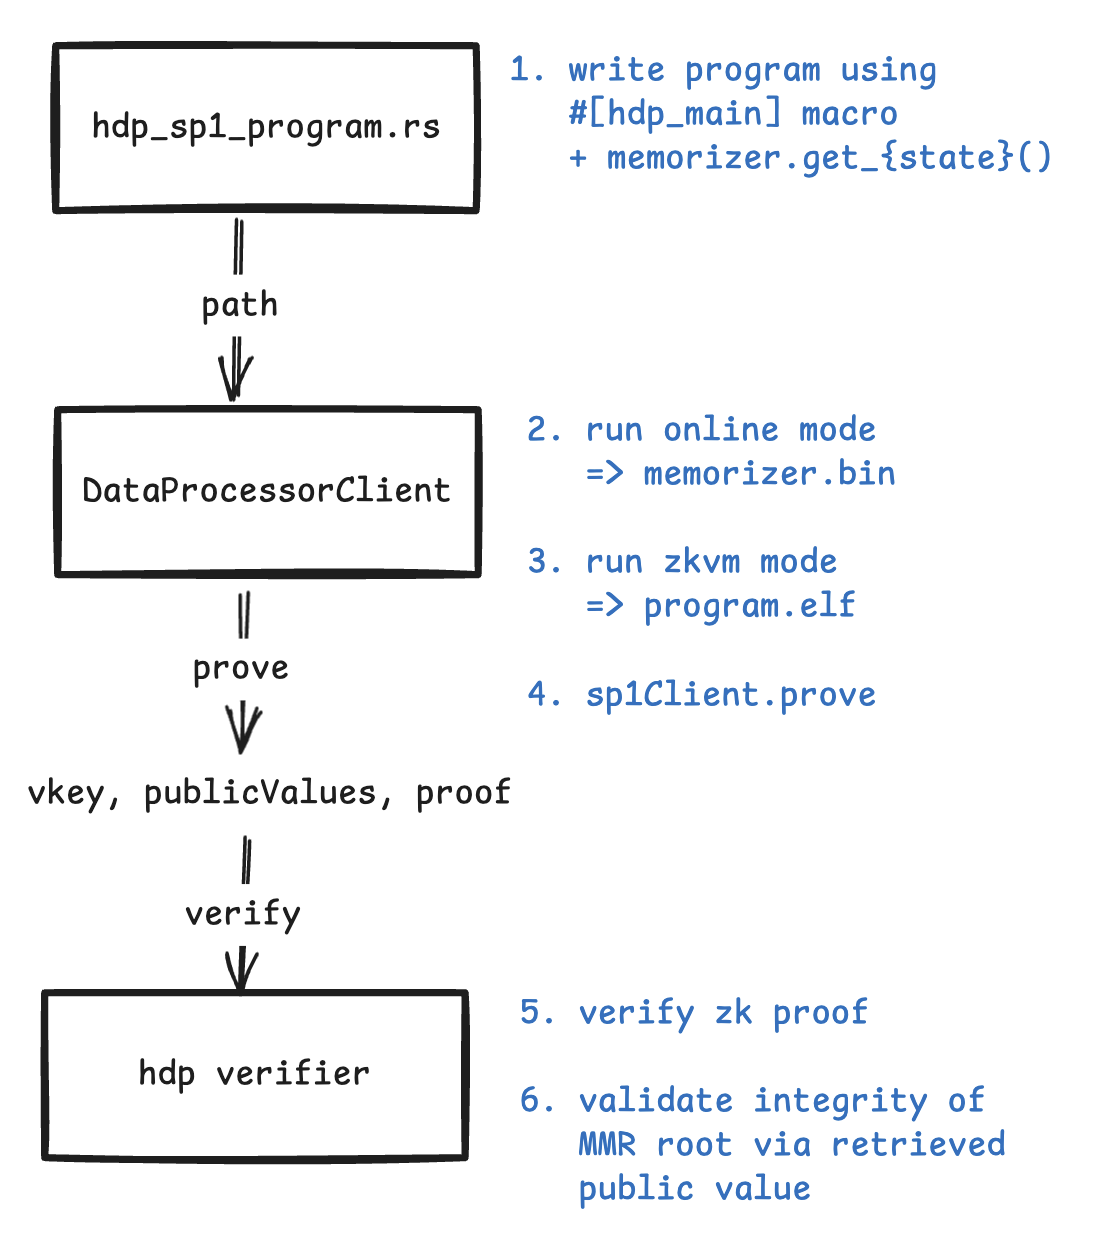 hdp_sp1_program.rs
1. write program using
#[hdp_main] macro
+ memorizer.get_{state}()
path
DataProcessorClient
2. run online mode
=> memorizer.bin
3. run zkvm mode
=> program.elf
prove
4. sp1Client.prove
vkey, publicValues, proof
verify
hdp verifier
5. verify zk proof
6. validate integrity of
MMR root via retrieved
public value